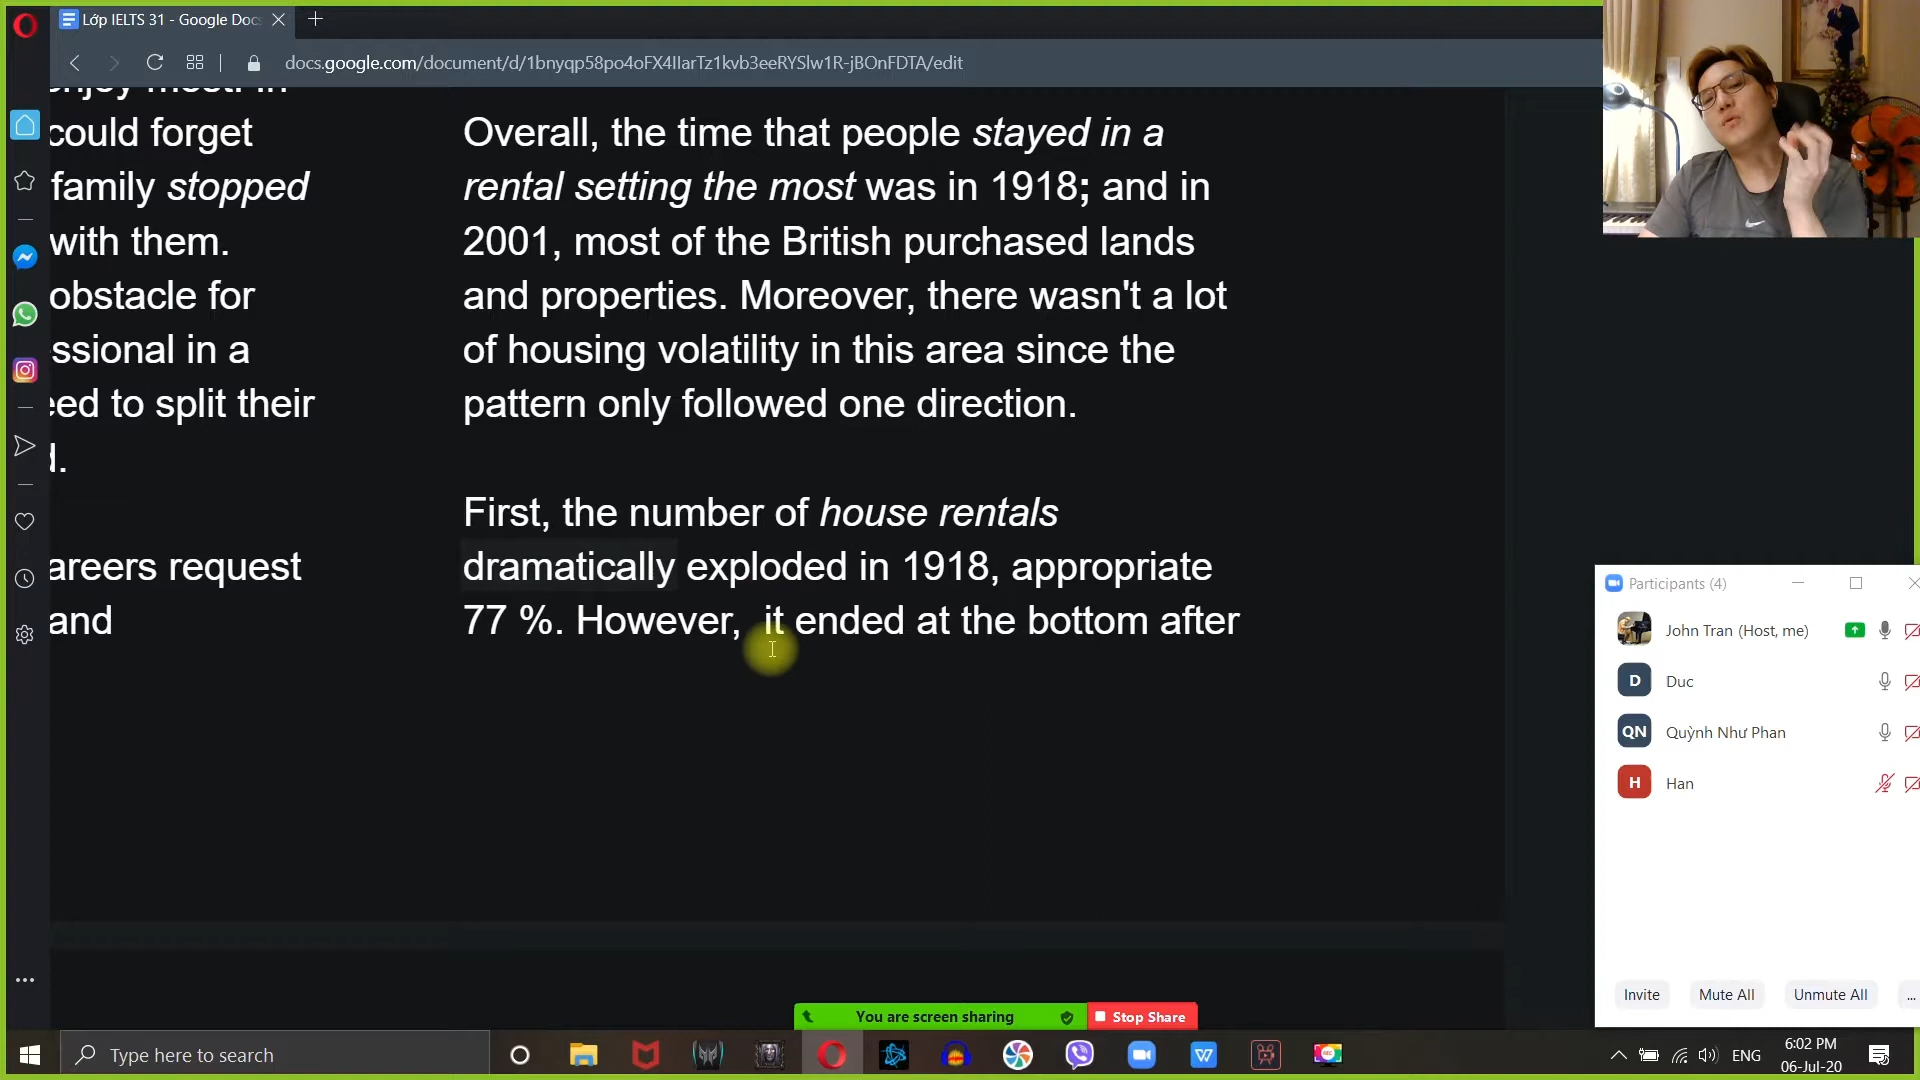 Lớp IELTS 31 - Google Doc
docs.google.com/document/d/1bnyqp58po4oFX4IIarTz1kvb3eeRYSlw1R-jBOnFDTA/edit
enjoy most. In
could forget
family stopped
with them.
obstacle for
ssional in a
eed to split their
d.
areers request
and
Overall, the time that people stayed in a
rental setting the most was in 1918; and in
2001, most of the British purchased lands
and properties. Moreover, there wasn't a lot
of housing volatility in this area since the
pattern only followed one direction.
First, the number of house rentals
dramatically exploded in 1918, appropriate
77 %. However,  it ended at the bottom after
Participants (4)
John Tran (Host, me)
D Duc
QN Quỳnh Như Phan
H Han
Invite Mute All Unmute All ...
You are screen sharing Stop Share
Type here to search
ENG
6:02 PM
06-Jul-20